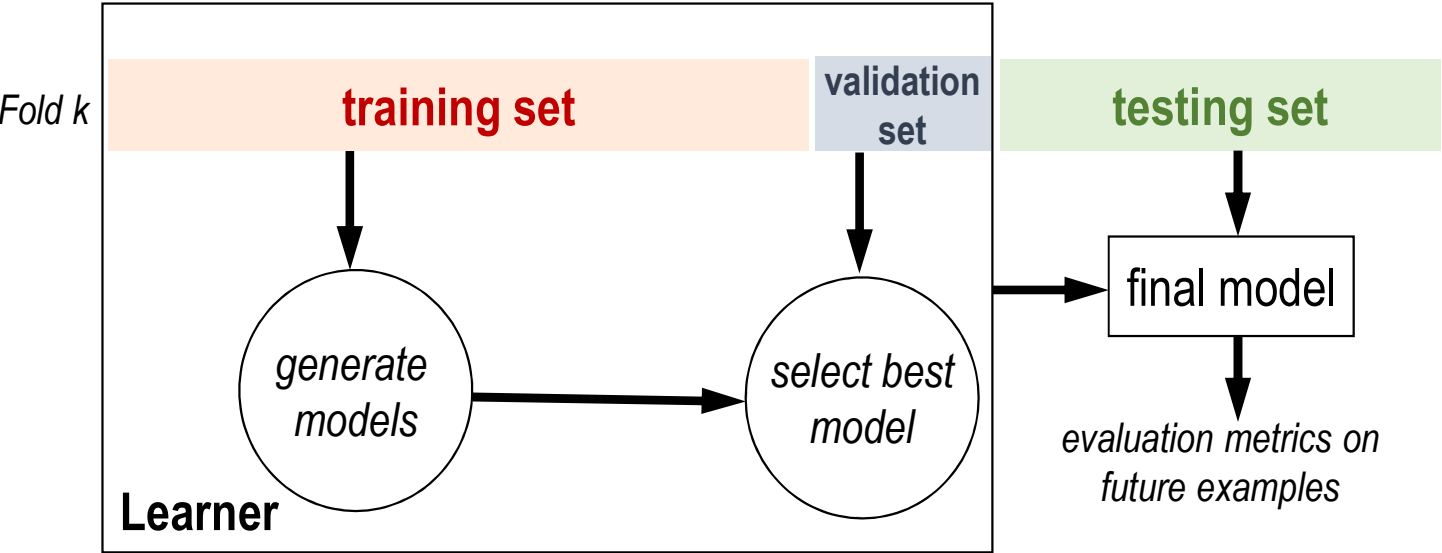 validation
Fold k
training set
set
testing set
final model
generate
models
select best
model
evaluation metrics on
future examples
Learner